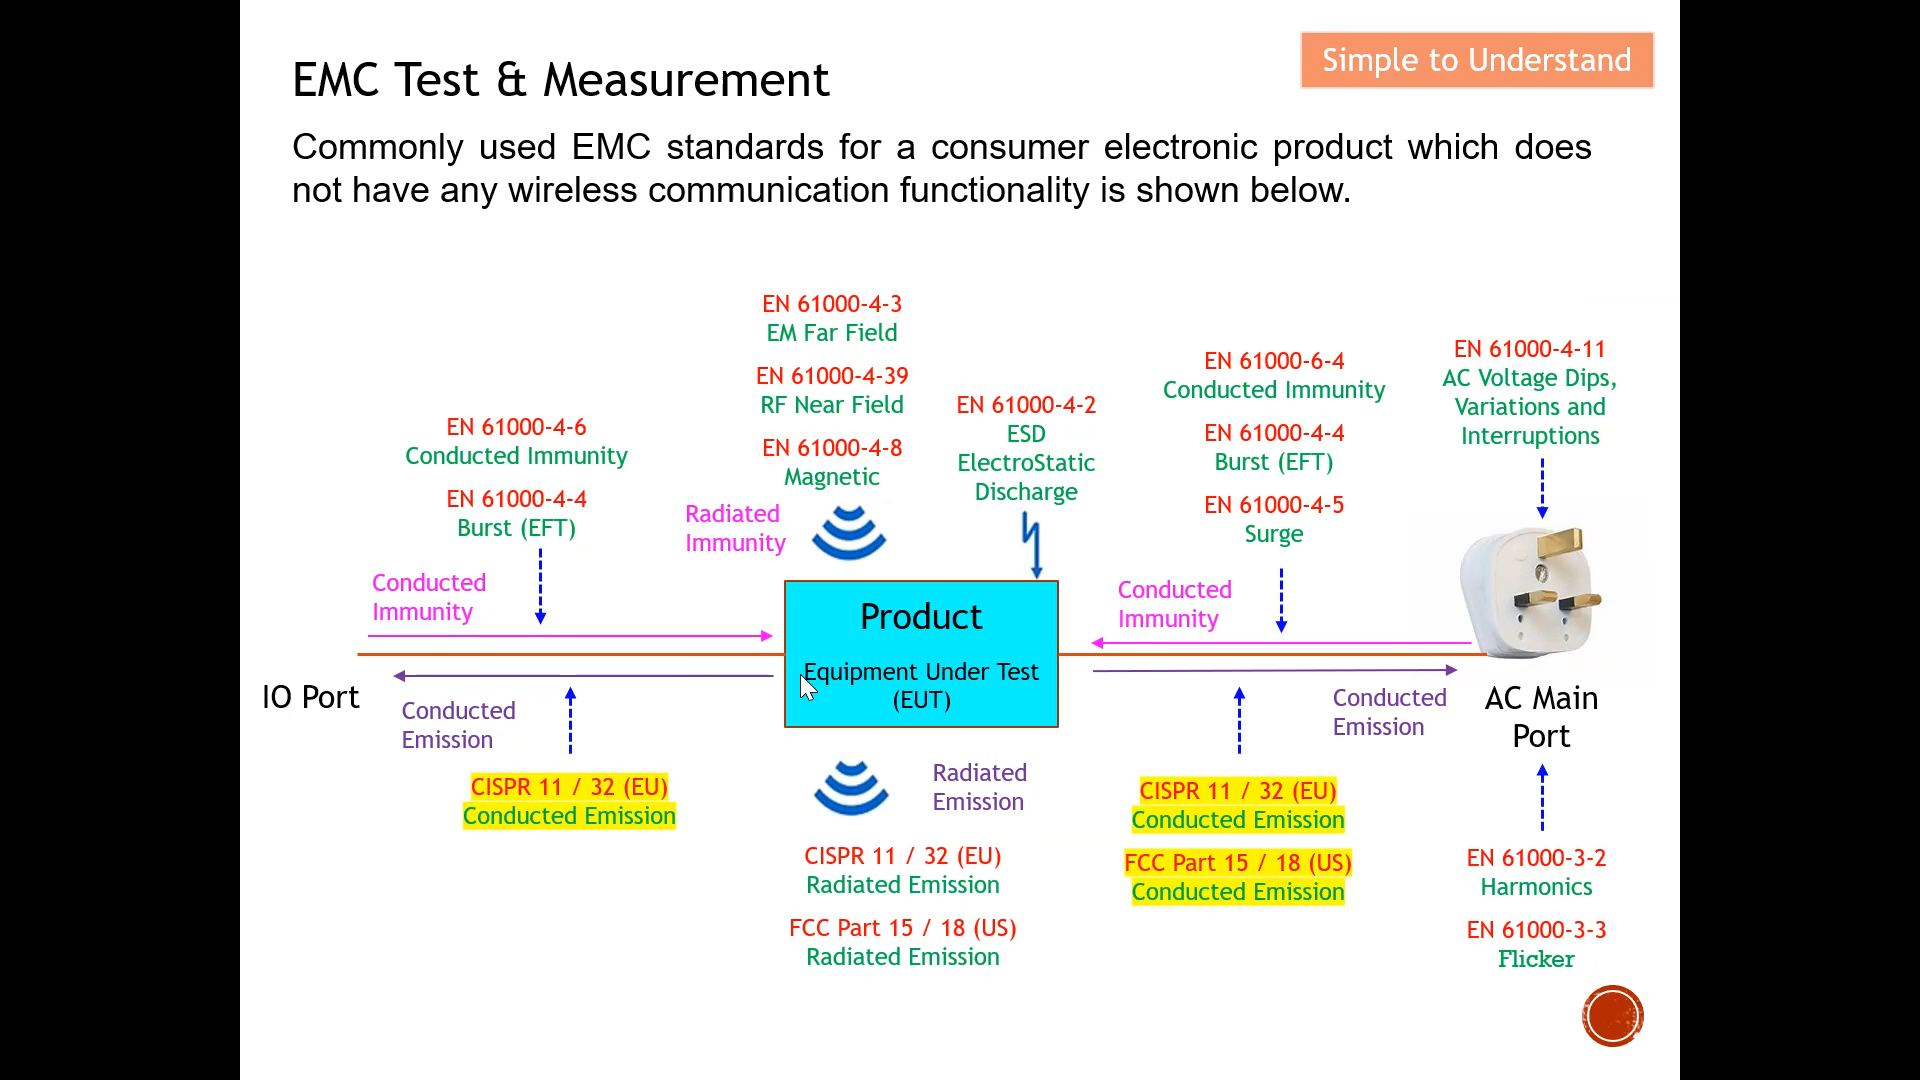 Simple to Understand
EMC Test & Measurement
Commonly used EMC standards for a consumer electronic product which does
not have any wireless communication functionality is shown below.
EN 61000-4-6
Conducted Immunity
EN 61000-4-4
Burst (EFT)
Conducted
Immunity
IO Port
Conducted
Emission
CISPR 11 / 32 (EU)
Conducted Emission
EN 61000-4-3
EM Far Field
EN 61000-4-39
RF Near Field
EN 61000-4-8
Magnetic
Radiated
Immunity
EN 61000-4-2
ESD
ElectroStatic
Discharge
Product
Equipment Under Test
(EUT)
Radiated
Emission
CISPR 11 / 32 (EU)
Radiated Emission
FCC Part 15 / 18 (US)
Radiated Emission
EN 61000-6-4
Conducted Immunity
EN 61000-4-4
Burst (EFT)
EN 61000-4-5
Surge
Conducted
Immunity
Conducted
Emission
CISPR 11 / 32 (EU)
Conducted Emission
FCC Part 15 / 18 (US)
Conducted Emission
EN 61000-4-11
AC Voltage Dips,
Variations and
Interruptions
AC Main
Port
EN 61000-3-2
Harmonics
EN 61000-3-3
Flicker